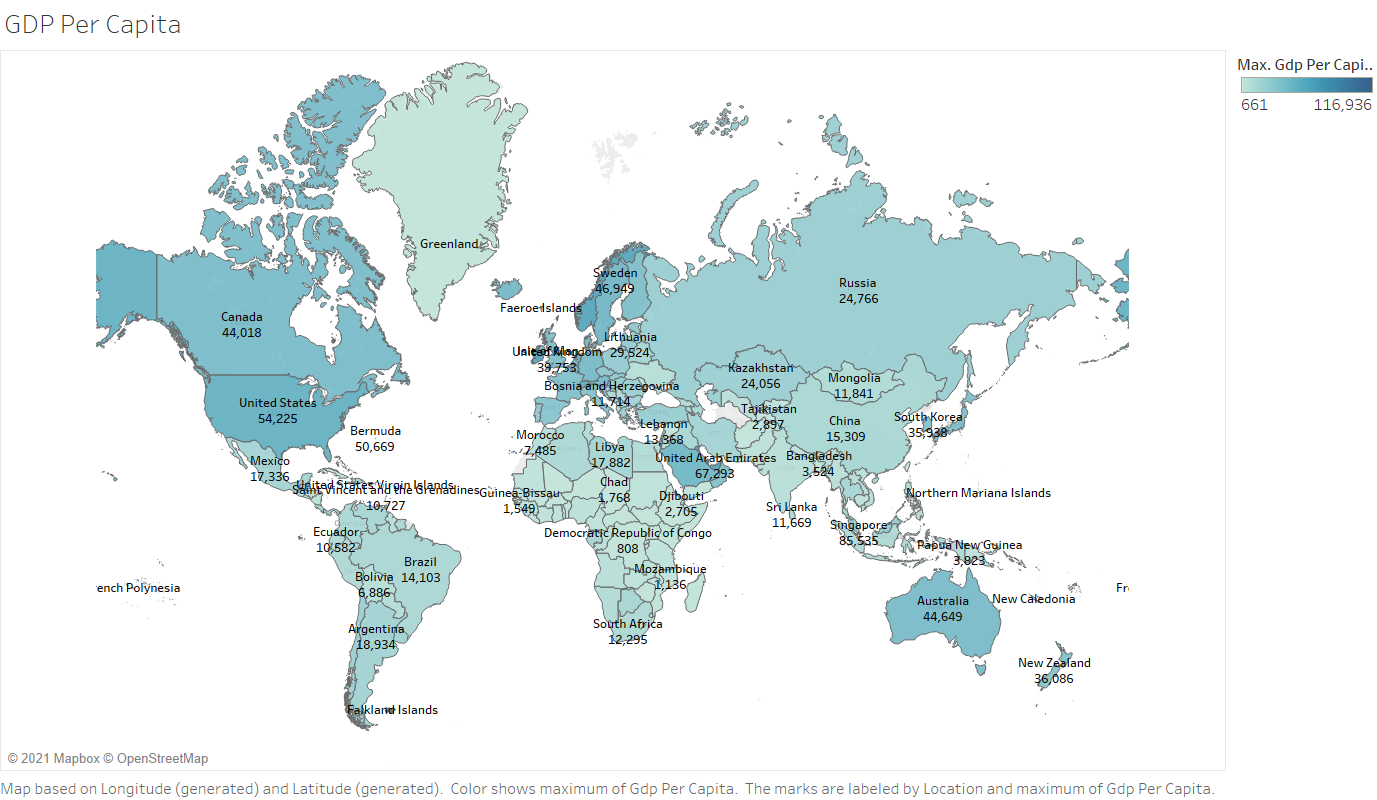 GDP Per Capita
Max. Gdp Per Capi..
661 116,936
Greenland
Sweden
46,949
Russia
24,766
Faeroe Islands
Canada
44,018
Lithuania
29,524
United Kingdom
39,753
Kazakhstan
24,056
Mongolia
11,841
Bosnia and Herzegovina
11,714
United States
54,225
Tajikistan
2,897
China
15,309
South Korea
35,938
Lebanon
13,368
Bermuda
50,669
Morocco
7,485
Libya
17,882
United Arab Emirates
67,293
Bangladesh
3,524
Mexico
17,336
United States Virgin Islands
Saint Vincent and the Grenadines
10,727
Guinea-Bissau
1,549
Chad
1,768
Djibouti
2,705
Northern Mariana Islands
Sri Lanka
11,669
Singapore
85,535
Ecuador
10,582
Democratic Republic of Congo
808
Papua New Guinea
3,823
Brazil
14,103
Bolivia
6,886
Mozambique
1,136
ench Polynesia
Fr
Australia
44,649
New Caledonia
Argentina
18,934
South Africa
12,295
New Zealand
36,086
Falkland Islands
© 2021 Mapbox © OpenStreetMap
Map based on Longitude (generated) and Latitude (generated). Color shows maximum of Gdp Per Capita. The marks are labeled by Location and maximum of Gdp Per Capita.